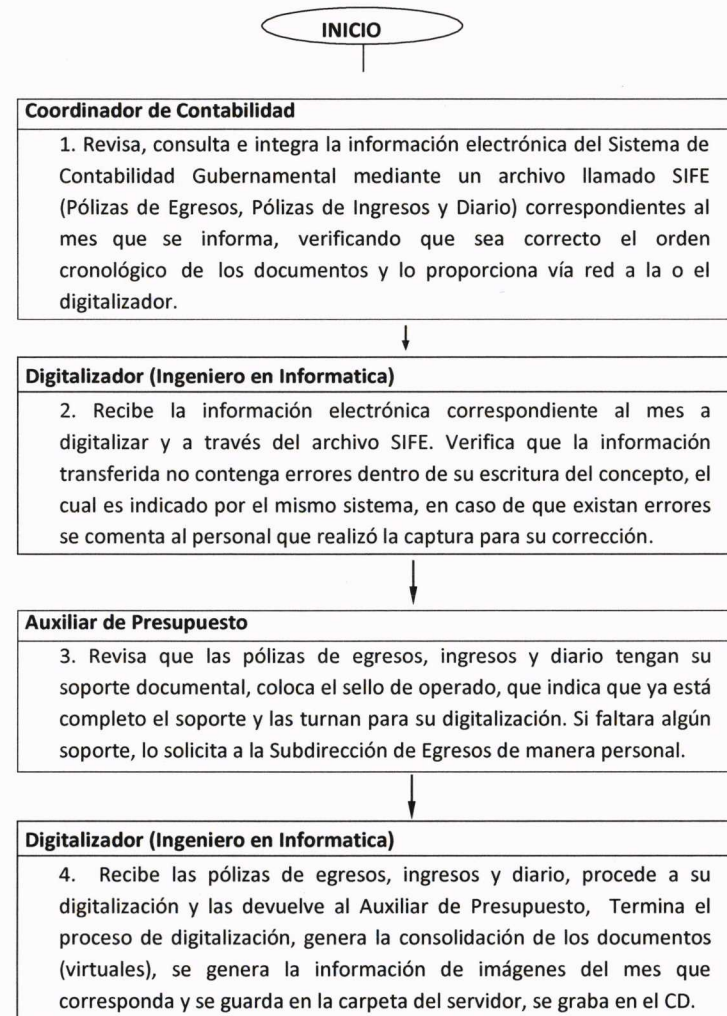 INICIO
Coordinador de Contabilidad
1. Revisa, consulta e integra la información electrónica del Sistema de
Contabilidad Gubernamental mediante un archivo llamado SIFE
(Pólizas de Egresos, Pólizas de Ingresos y Diario) correspondientes al
mes que se informa, verificando que sea correcto el orden
cronológico de los documentos y lo proporciona vía red a la o el
digitalizador.
Digitalizador (Ingeniero en Informatica)
2. Recibe la información electrónica correspondiente al mes a
digitalizar y a través del archivo SIFE. Verifica que la información
transferida no contenga errores dentro de su escritura del concepto, el
cual es indicado por el mismo sistema, en caso de que existan errores
se comenta al personal que realizó la captura para su corrección.
Auxiliar de Presupuesto
3. Revisa que las pólizas de egresos, ingresos y diario tengan su
soporte documental, coloca el sello de operado, que indica que ya está
completo el soporte y las turnan para su digitalización. Si faltara algún
soporte, lo solicita a la Subdirección de Egresos de manera personal.
Digitalizador (Ingeniero en Informatica)
4. Recibe las pólizas de egresos, ingresos y diario, procede a su
digitalización y las devuelve al Auxiliar de Presupuesto, Termina el
proceso de digitalización, genera la consolidación de los documentos
(virtuales), se genera la información de imágenes del mes que
corresponda y se guarda en la carpeta del servidor, se graba en el CD.